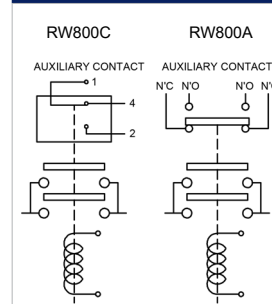 RW800C RW800A
AUXILIARY CONTACT AUXILIARY CONTACT
N'C N'O N'O
1
4
2